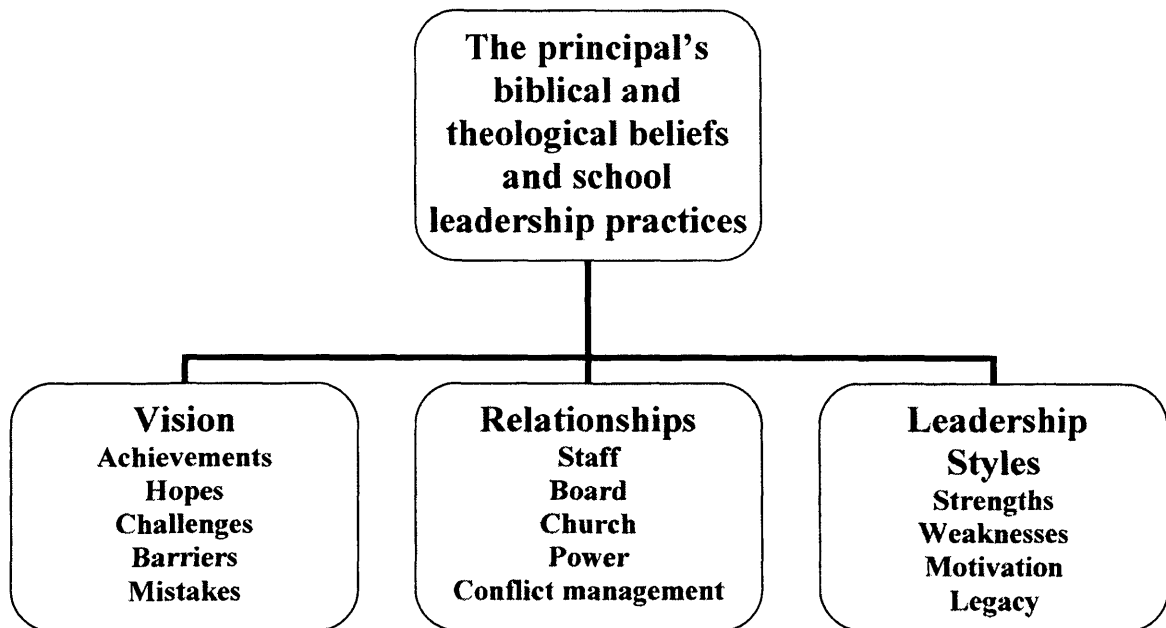 The principal's
biblical and
theological beliefs
and school
leadership practices
Vision
Achievements
Hopes
Challenges
Barriers
Mistakes
Relationships
Staff
Board
Church
Power
Conflict management
Leadership
Styles
Strengths
Weaknesses
Motivation
Legacy